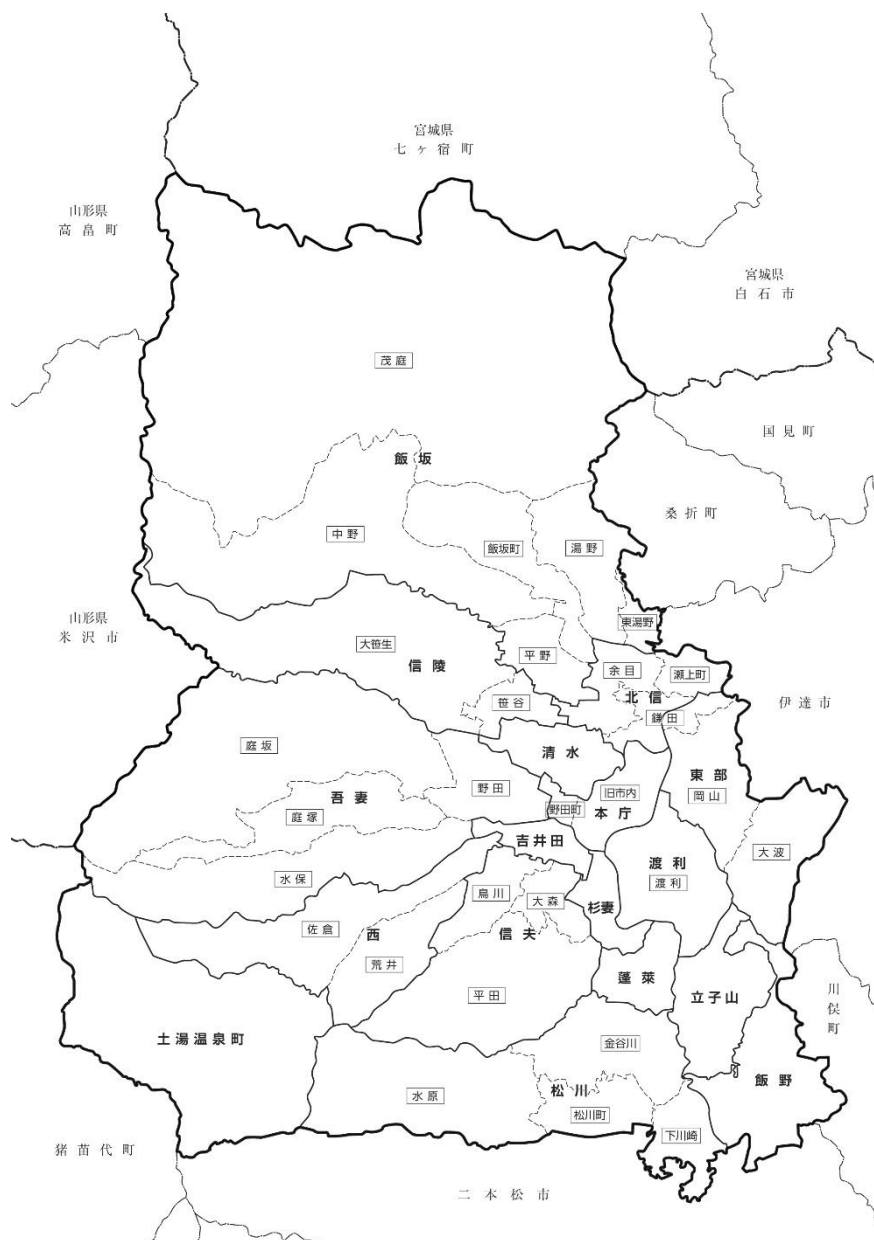 宮城県
七ヶ宿町
山形県
高畠町
宮城県
白石市
茂庭
国見町
飯坂
桑折町
中野
飯坂町
湯野
山形県
米沢市
東湯野
大笹生
信陵
平野
余目
瀬上町
北信
笹谷
伊達市
鎌田
庭坂
清水
東部
野田
旧市内
岡山
吾妻
野田町
本庁
庭塚
吉井田
大波
渡利
渡利
水保
鳥川
大森
杉妻
佐倉
西
信夫
荒井
蓬萊
平田
立子山
川俣町
土湯温泉町
金谷川
飯野
水原
松川
松川町
下川崎
猪苗代町
二本松市